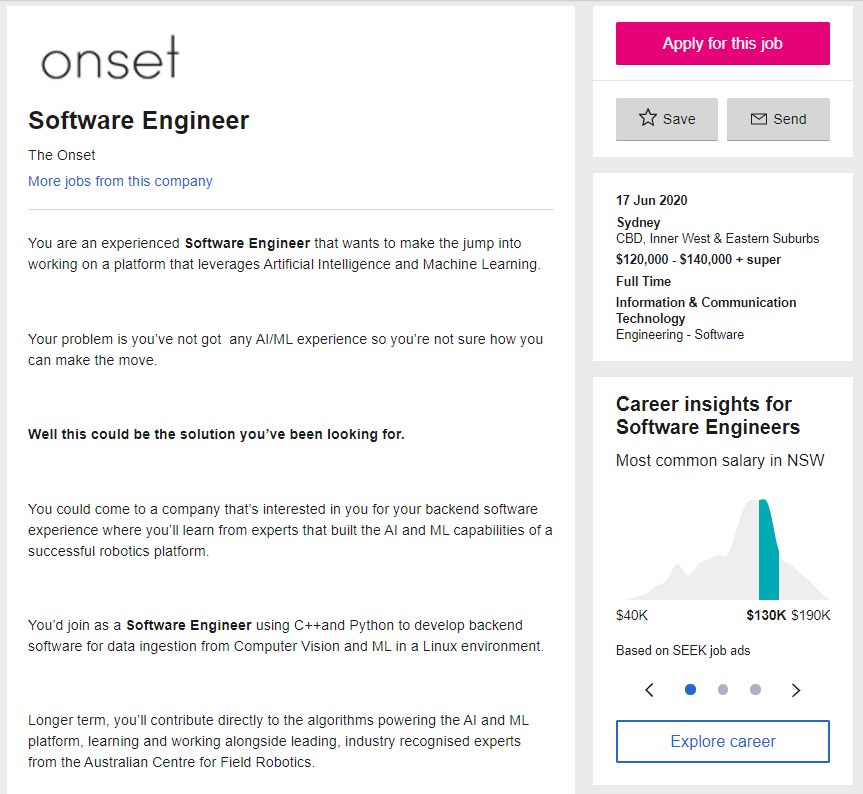 onset
Software Engineer
The Onset
More jobs from this company
You are an experienced Software Engineer that wants to make the jump into
working on a platform that leverages Artificial Intelligence and Machine Learning.
Your problem is you’ve not got  any AI/ML experience so you’re not sure how you
can make the move.
Well this could be the solution you’ve been looking for.
You could come to a company that’s interested in you for your backend software
experience where you’ll learn from experts that built the AI and ML capabilities of a
successful robotics platform.
You’d join as a Software Engineer using C++and Python to develop backend
software for data ingestion from Computer Vision and ML in a Linux environment.
Longer term, you’ll contribute directly to the algorithms powering the AI and ML
platform, learning and working alongside leading, industry recognised experts
from the Australian Centre for Field Robotics.
Apply for this job
Save
Send
17 Jun 2020
Sydney
CBD, Inner West & Eastern Suburbs
$120,000 - $140,000 + super
Full Time
Information & Communication
Technology
Engineering - Software
Career insights for
Software Engineers
Most common salary in NSW
$40K $130K $190K
Based on SEEK job ads
Explore career